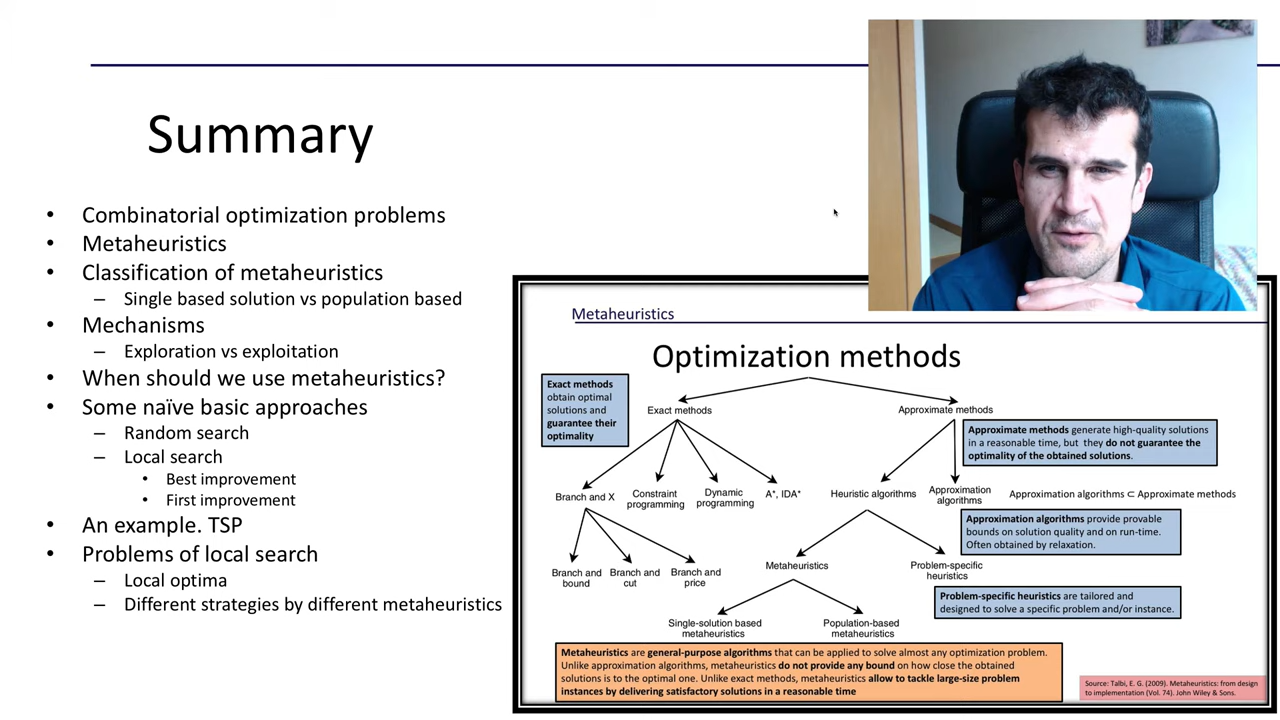 Summary
• Combinatorial optimization problems
• Metaheuristics
• Classification of metaheuristics
– Single based solution vs population based
• Mechanisms
– Exploration vs exploitation
• When should we use metaheuristics?
• Some naïve basic approaches
– Random search
– Local search
• Best improvement
• First improvement
• An example. TSP
• Problems of local search
– Local optima
– Different strategies by different metaheuristics
Metaheuristics
Optimization methods
Exact methods
obtain optimal
solutions and
guarantee their
optimality
Exact methods
Approximate methods
Approximate methods generate high-quality solutions
in a reasonable time, but they do not guarantee the
optimality of the obtained solutions.
Branch and X
Constraint
programming
Dynamic
programming
A*, IDA*
Heuristic algorithms
Approximation
algorithms
Approximation algorithms ⊂ Approximate methods
Approximation algorithms provide provable
bounds on solution quality and on run-time.
Often obtained by relaxation.
Branch and
bound
Branch and
cut
Branch and
price
Metaheuristics
Problem-specific
heuristics
Problem-specific heuristics are tailored and
designed to solve a specific problem and/or instance.
Single-solution based
metaheuristics
Population-based
metaheuristics
Metaheuristics are general-purpose algorithms that can be applied to solve almost any optimization problem.
Unlike approximation algorithms, metaheuristics do not provide any bound on how close the obtained
solutions is to the optimal one. Unlike exact methods, metaheuristics allow to tackle large-size problem
instances by delivering satisfactory solutions in a reasonable time
Source: Talbi, E. G. (2009). Metaheuristics: from design
to implementation (Vol. 74). John Wiley & Sons.